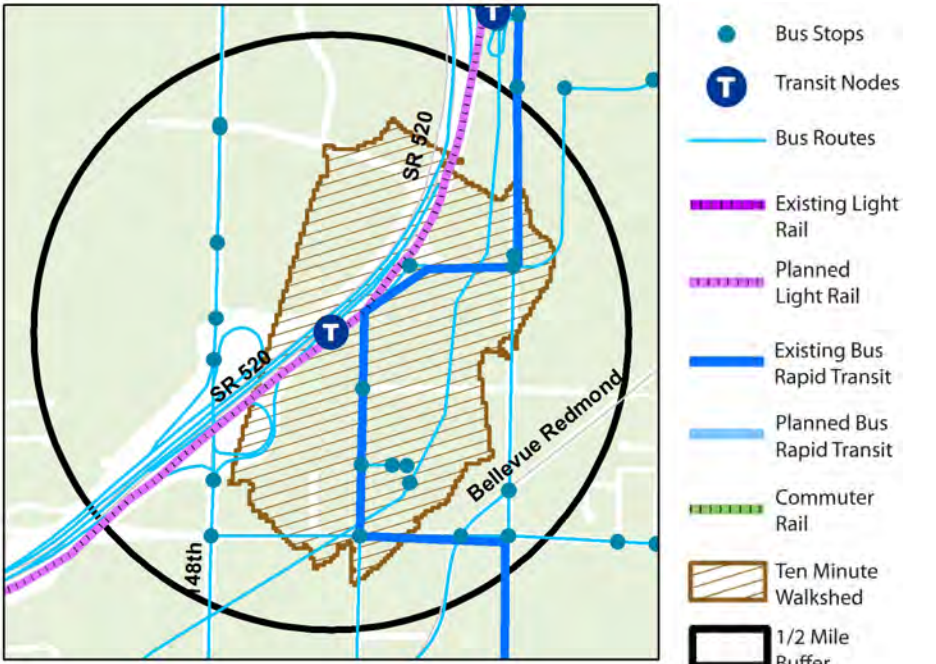 T
SR 520
T
SR 520
Bellevue Redmond
148th
Bus Stops
T
Transit Nodes
Bus Routes
Existing Light
Rail
Planned
Light Rail
Existing Bus
Rapid Transit
Planned Bus
Rapid Transit
Commuter
Rail
Ten Minute
Walkshed
1/2 Mile
Buffer